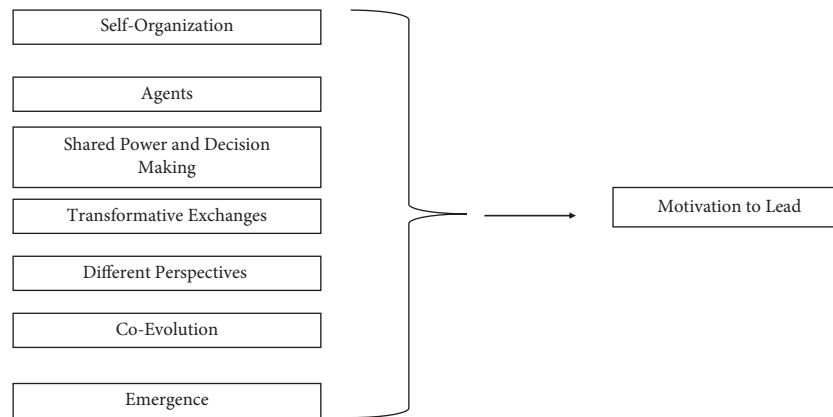 Self-Organization
Agents
Shared Power and Decision
Making
Transformative Exchanges
Different Perspectives
Co-Evolution
Emergence
Motivation to Lead